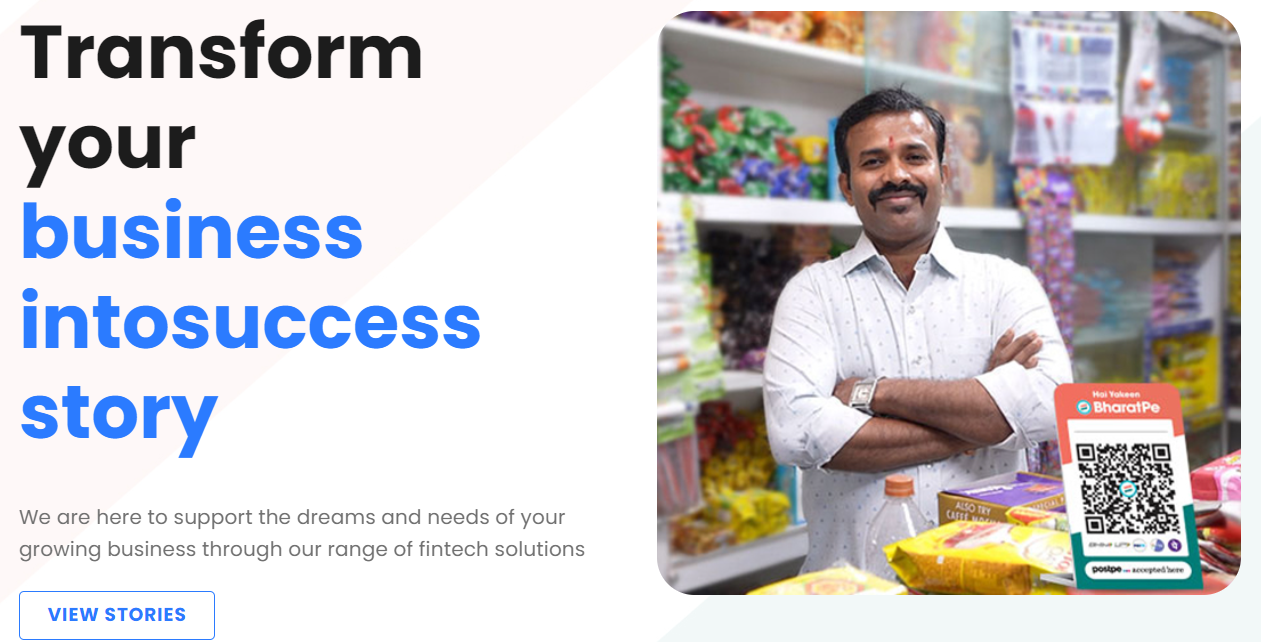 Transform
your
business
intosuccess
story
We are here to support the dreams and needs of your
growing business through our range of fintech solutions
VIEW STORIES
Hai Yakeen
BharatPe
ALSO TRY
postpe accepted here